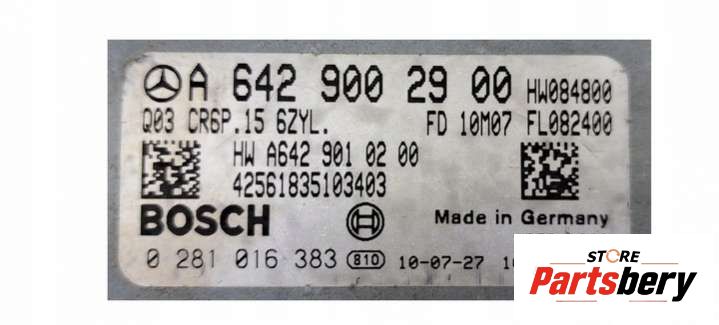 A 642 900 29 00 HW084800
Q03 CR6P.15 6ZYL. FD 10M07 FL082400
HW A642 901 02 00
42561835103403
BOSCH Made in Germany
0 281 016 383 810 10-07-27
STORE
Partsbery